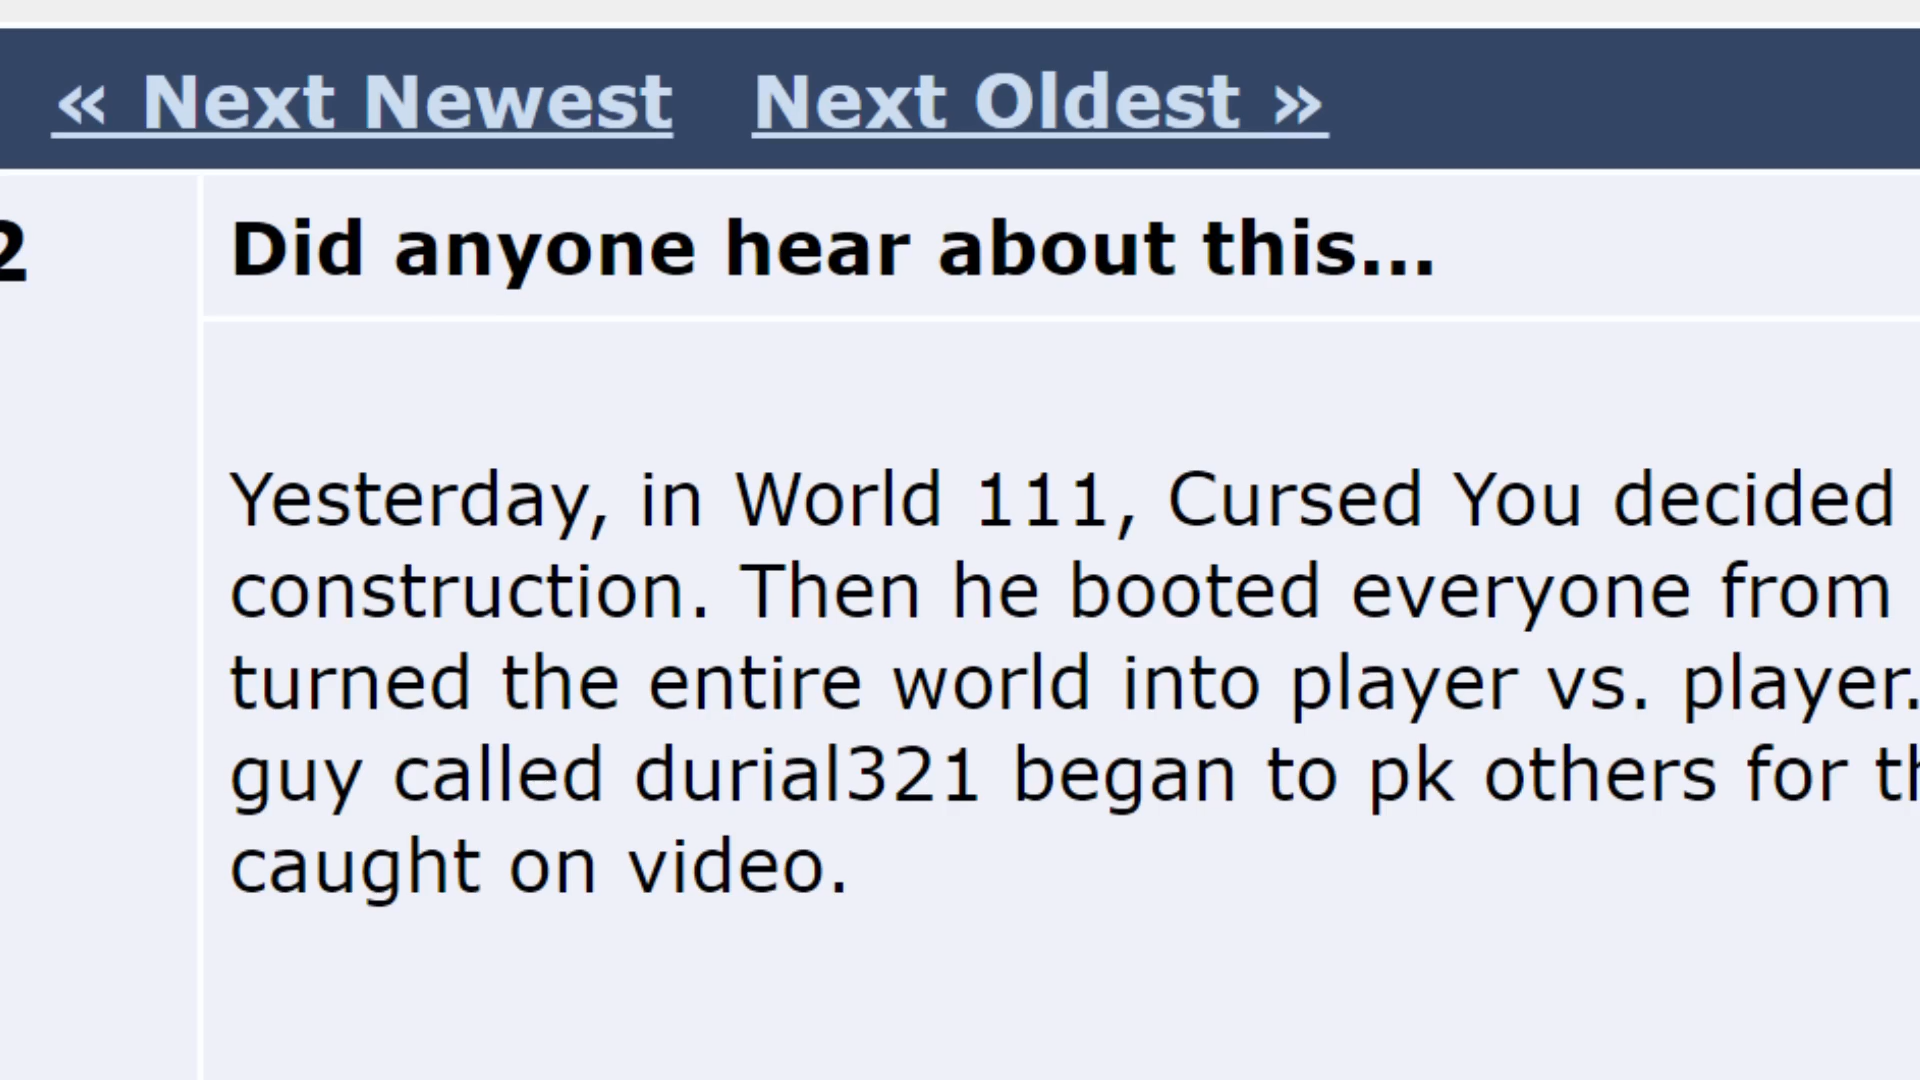 « Next Newest Next Oldest »
2 Did anyone hear about this...
Yesterday, in World 111, Cursed You decided
construction. Then he booted everyone from
turned the entire world into player vs. player.
guy called durial321 began to pk others for th
caught on video.